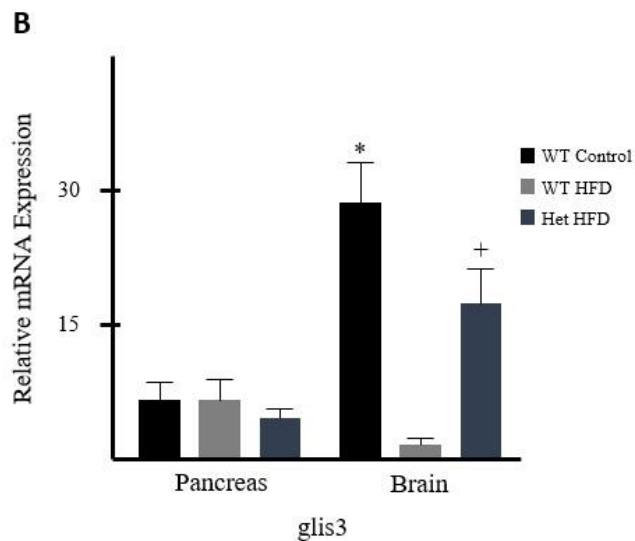 B
Relative mRNA Expression
30
15
*
+
WT Control
WT HFD
Het HFD
Pancreas
Brain
glis3